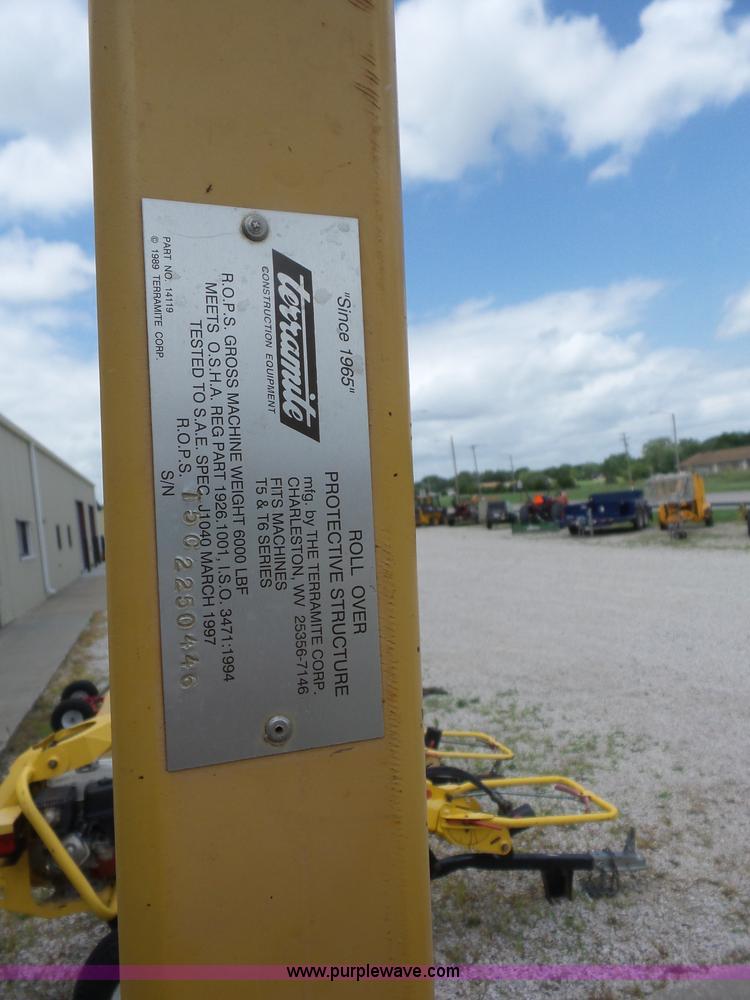 "Since 1965"
terramite
CONSTRUCTION EQUIPMENT
ROLL OVER
PROTECTIVE STRUCTURE
mfg. by THE TERRAMITE CORP.
CHARLESTON, WV 25356-7146
FITS MACHINES
T5 & T6 SERIES
R.O.P.S. GROSS MACHINE WEIGHT 6000 LBF
MEETS O.S.H.A. REG PART 1926.1001, I.S.O. 3471:1994
TESTED TO S.A.E. SPEC. J1040 MARCH 1997
R.O.P.S.
S/N T5C2250446
PART NO. 14119
© 1989 TERRAMITE CORP.
www.purplewave.com